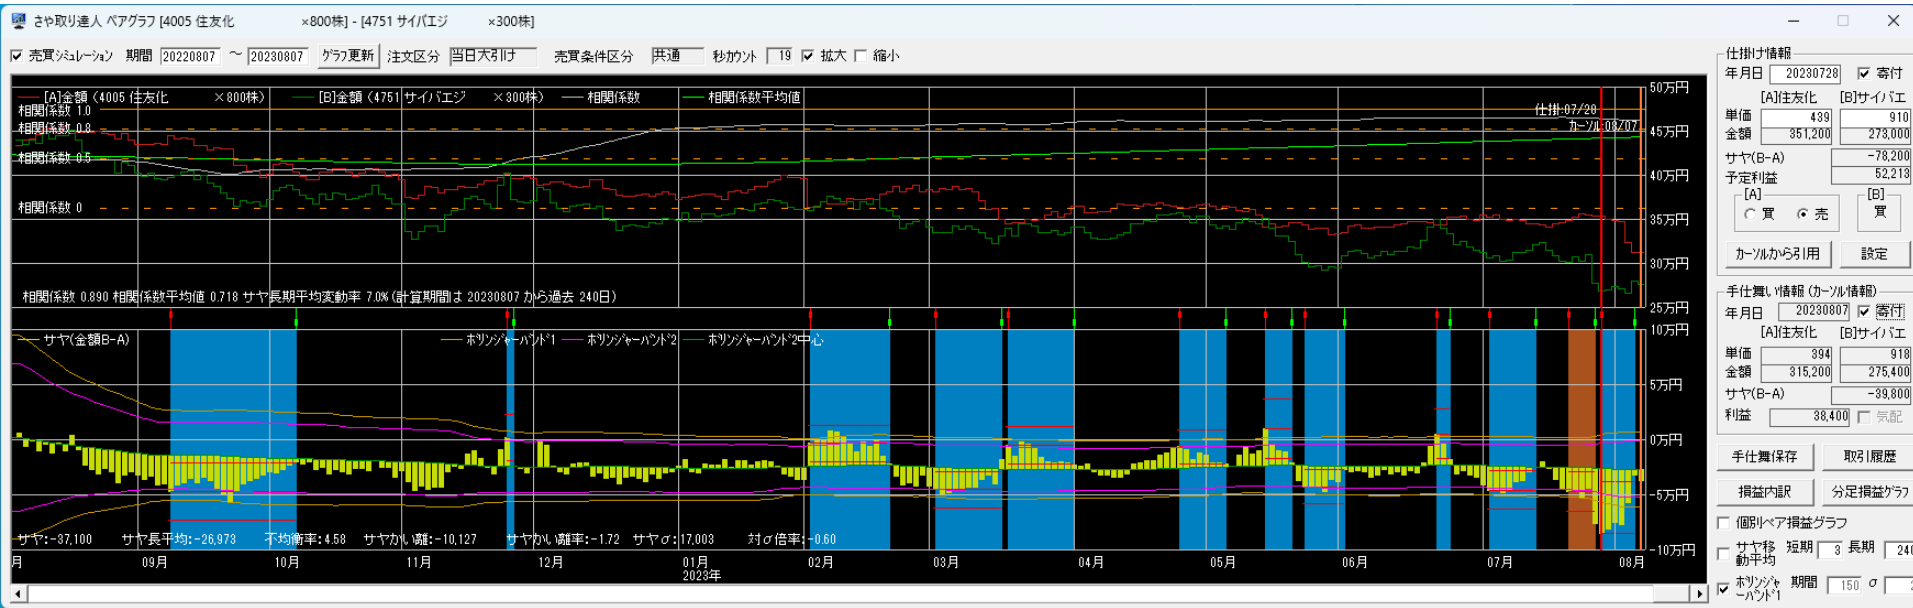 さや取り達人 ペアグラフ [4005 住友化 ×800株] - [4751 サイバエジ ×300株]
売買シミュレーション 期間 20220807 ～ 20230807 グラフ更新 注文区分 当日大引け 売買条件区分 共通 秒カウント 19 拡大 縮小
[A]金額 (4005 住友化 ×800株) [B]金額 (4751 サイバエジ ×300株) 相関係数 相関係数平均値
相関係数 1.0
相関係数 0.8
相関係数 0.5
相関係数 0
仕掛:07/28
カーソル:08/07
50万円
45万円
40万円
35万円
30万円
25万円
相関係数 0.890 相関係数平均値 0.718 サヤ長期平均変動率 7.0% (計算期間は 20230807 から過去 240日)
サヤ(金額B-A) ボリンジャーバンド1 ボリンジャーバンド2 ボリンジャーバンド2中心
10万円
5万円
0万円
-5万円
-10万円
サヤ:-37,100 サヤ長平均:-26,973 不均衡率:4.58 サヤかい離:-10,127 サヤかい離率:-1.72 サヤσ:17,003 対σ倍率:-0.60
月 09月 10月 11月 12月 01月 02月 03月 04月 05月 06月 07月 08月
2023年
仕掛け情報
年月日 20230728 寄付
[A]住友化 [B]サイバエ
単価 439 910
金額 351,200 273,000
サヤ(B-A) -78,200
予定利益 52,213
[A] [B]
買 売 買
カーソルから引用 設定
手仕舞い情報 (カーソル情報)
年月日 20230807 寄付
[A]住友化 [B]サイバエ
単価 394 918
金額 315,200 275,400
サヤ(B-A) -39,800
利益 38,400 気配
手仕舞保存 取引履歴
損益内訳 分足損益グラフ
個別ペア損益グラフ
サヤ移動平均 短期 3 長期 240
ボリンジャーバンド1 期間 150 σ